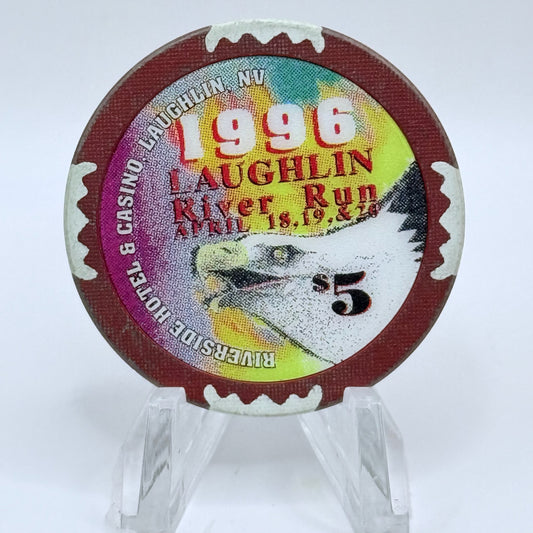 1996
LAUGHLIN
River Run
APRIL 18,19,&20
$5
RIVERSIDE HOTEL & CASINO, LAUGHLIN, NV